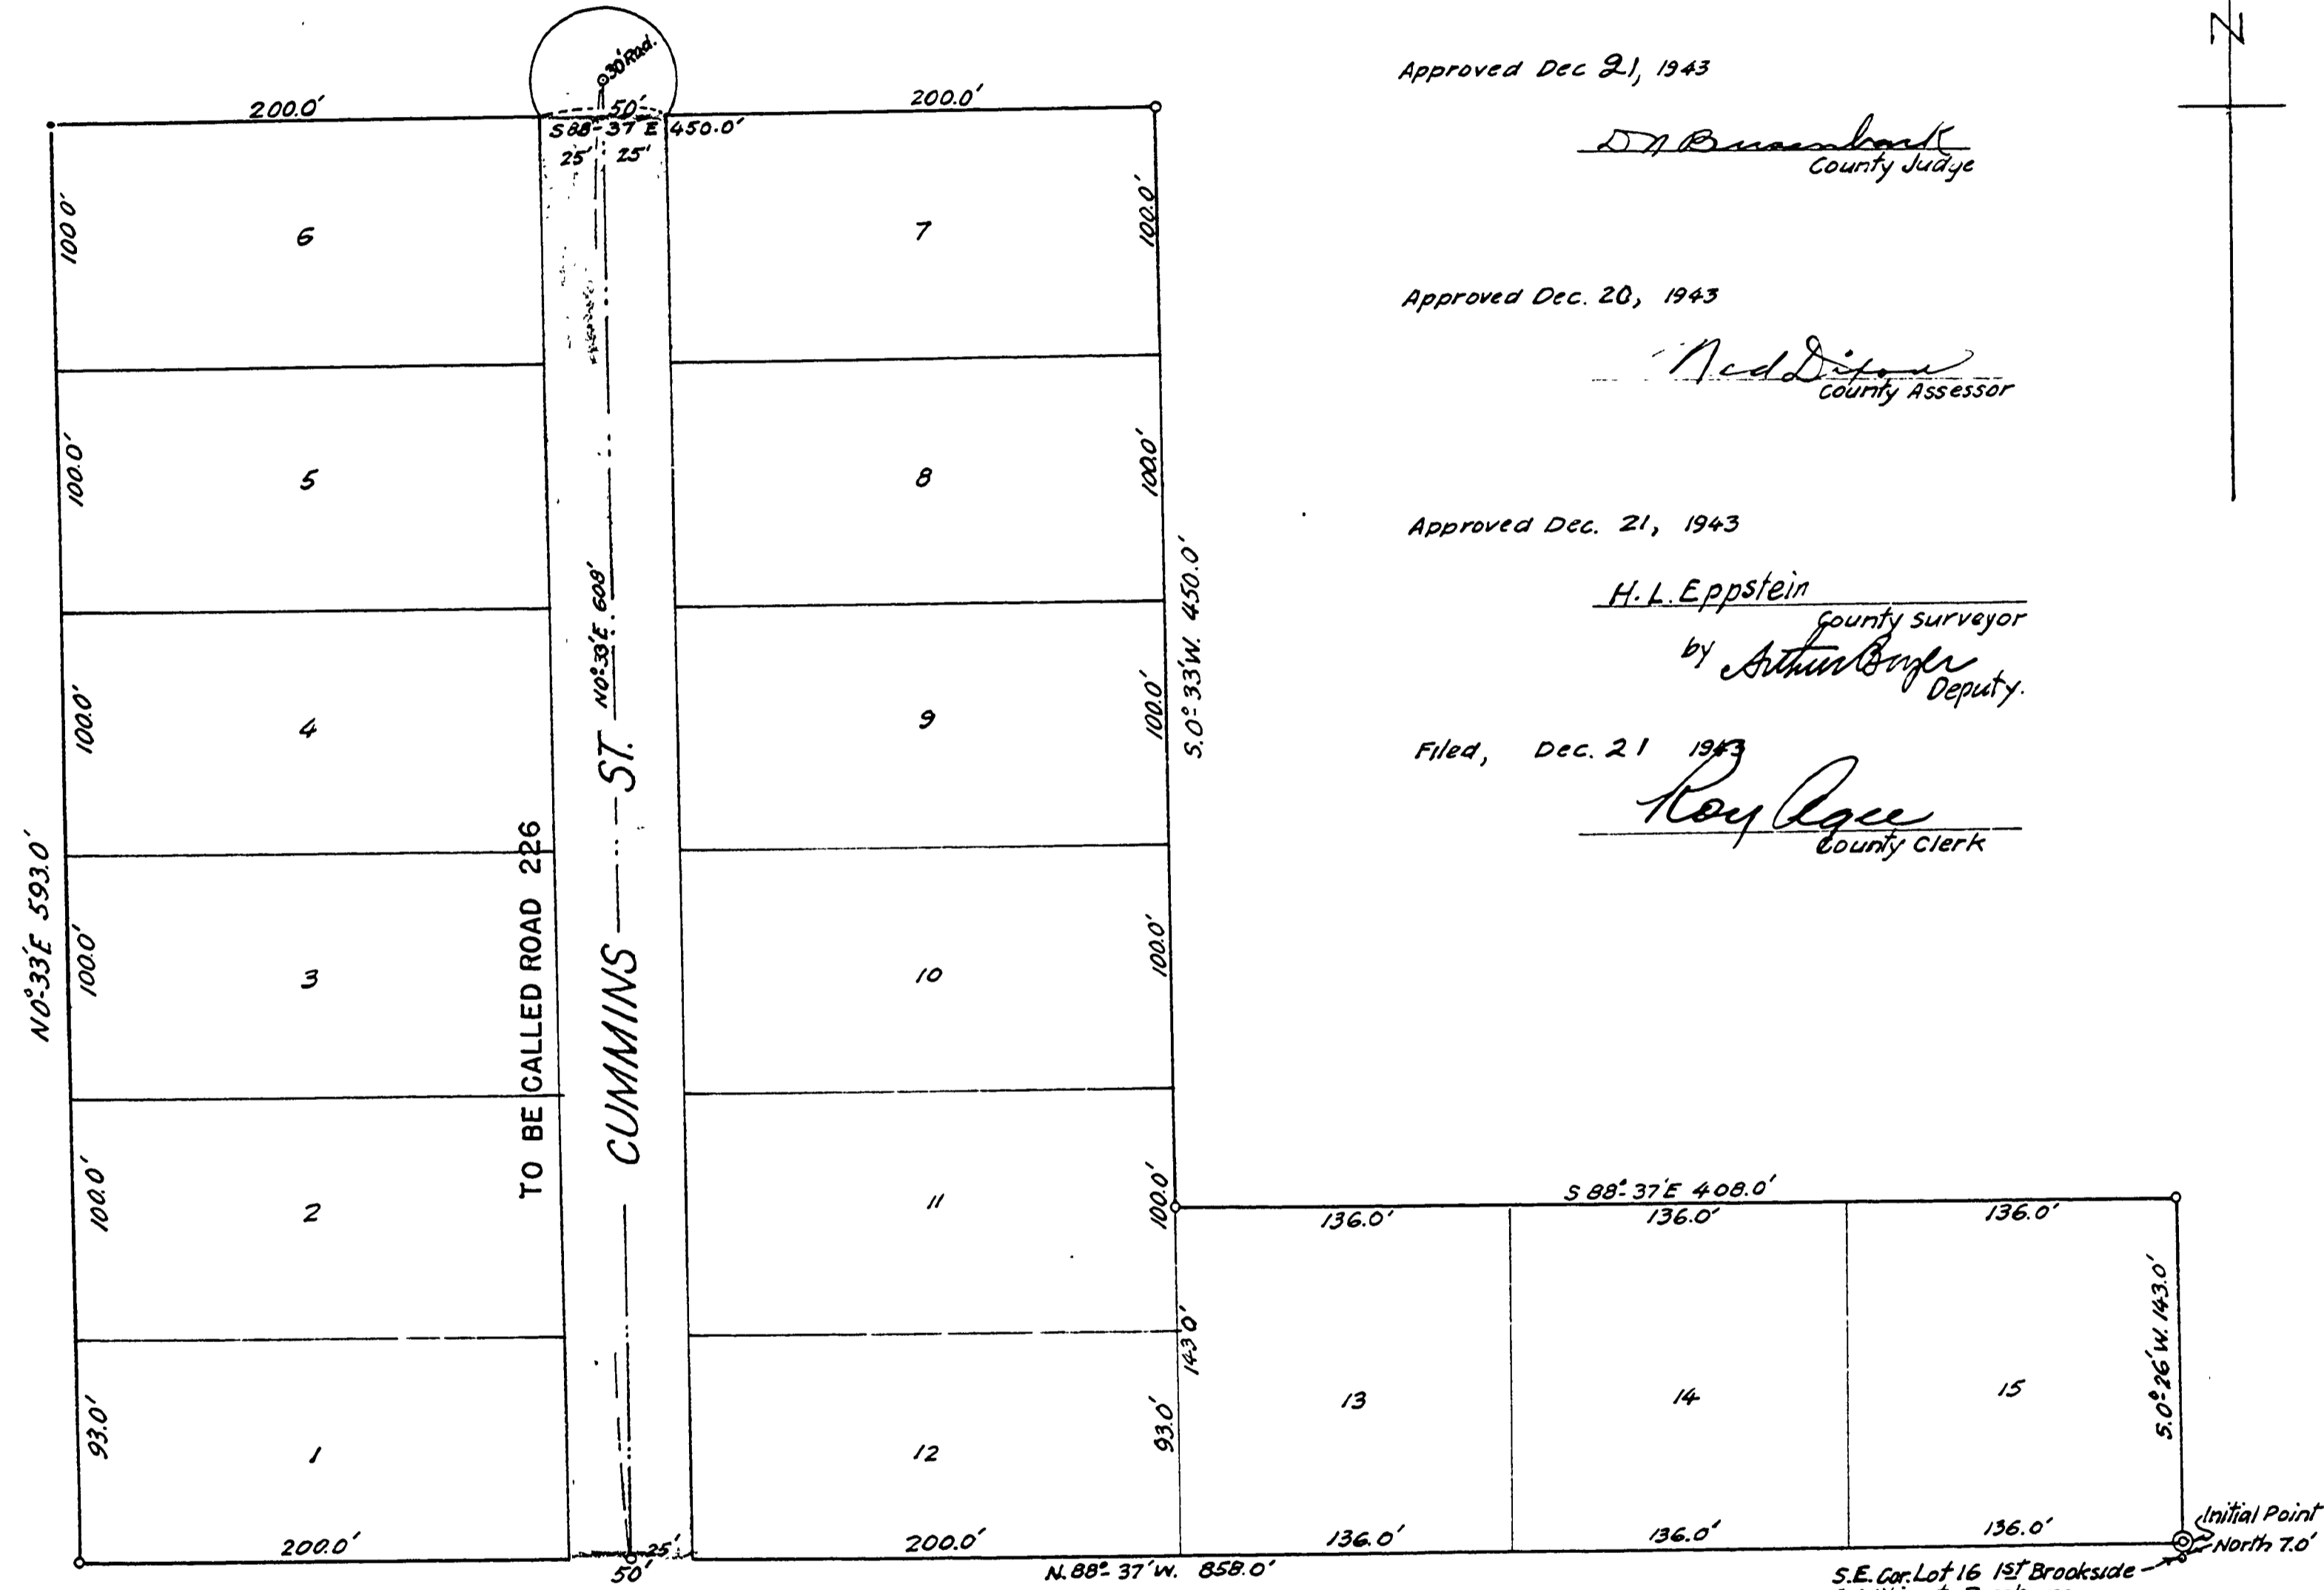 N
30' Rad.
200.0'
50'
200.0'
S 88°-37' E 450.0'
25' 25'
100.0'
6
7
100.0'
100.0'
5
8
100.0'
100.0'
4
9
100.0'
100.0'
3
10
100.0'
100.0'
2
11
100.0'
93.0'
1
12
93.0'
N0°-33'E 593.0'
TO BE CALLED ROAD 226
CUMMINS ST. N0°-33'E 608'
S.0°-33'W. 450.0'
143.0'
S 88°-37'E 408.0'
136.0' 136.0' 136.0'
13 14 15
S.0°-26'W. 143.0'
200.0' 25' 200.0' 136.0' 136.0' 136.0'
50'
N.88°-37'W. 858.0'
Initial Point
North 7.0'
S.E. Cor. Lot 16 1st Brookside
Approved Dec 21, 1943
County Judge
Approved Dec. 20, 1943
Ned Dixon
County Assessor
Approved Dec. 21, 1943
H. L. Eppstein
County Surveyor
by Arthur Boyer
Deputy.
Filed, Dec. 21 1943
Roy Agee
County Clerk